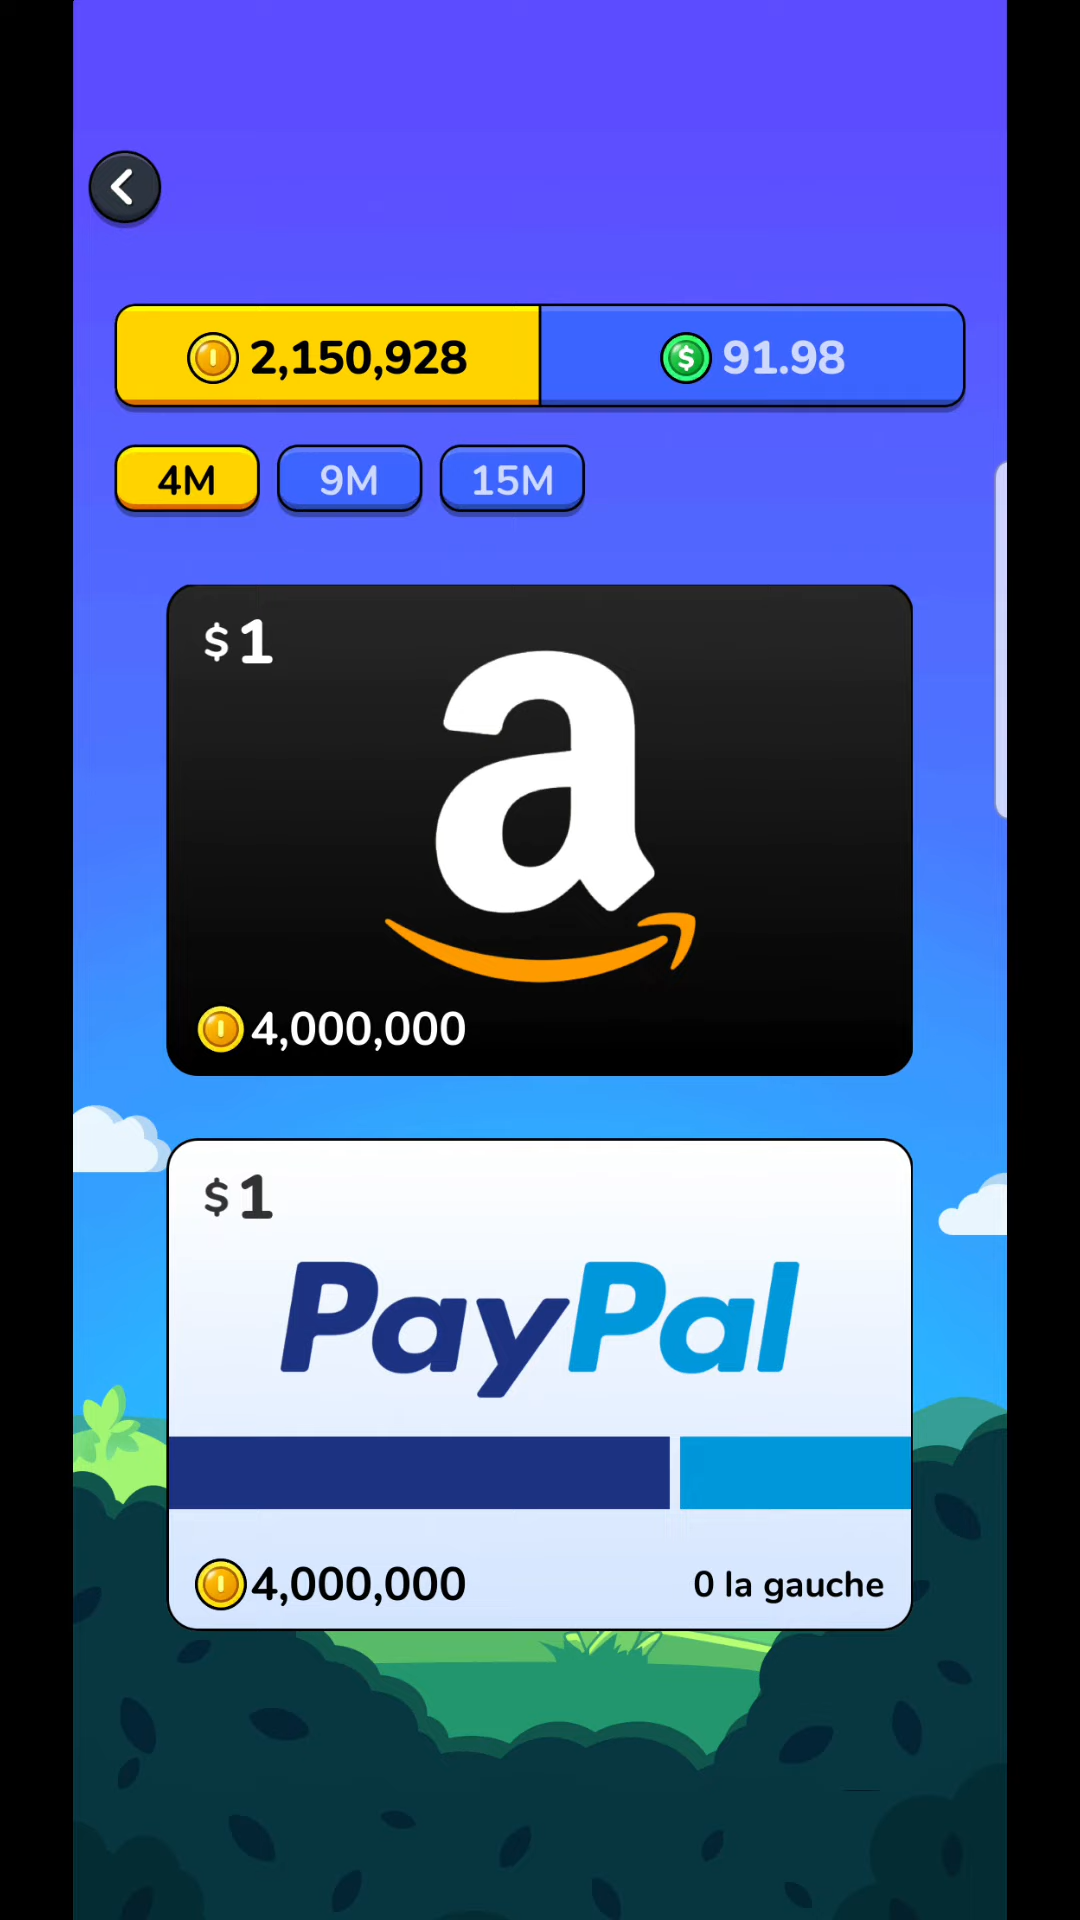 2,150,928
$ 91.98
4M
9M
15M
$ 1
a
4,000,000
$ 1
PayPal
4,000,000
0 la gauche